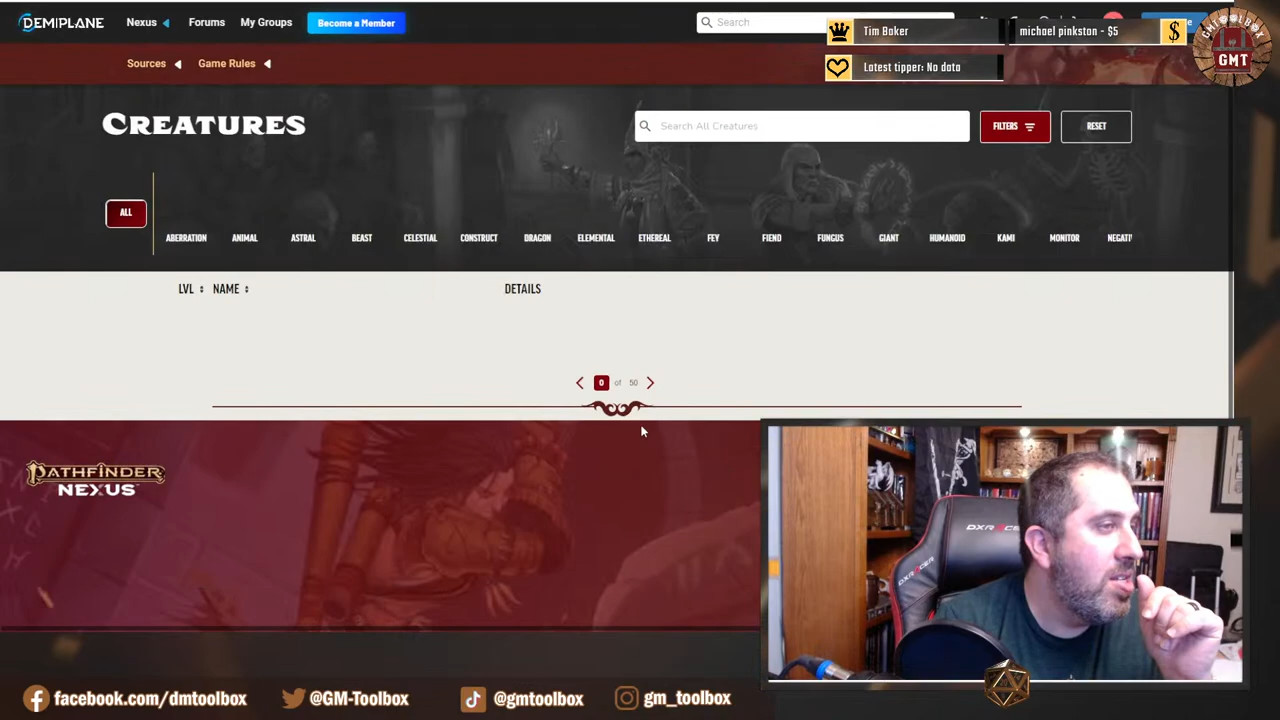 DEMIPLANE Nexus Forums My Groups Become a Member Search
Tim Baker michael pinkston - $5
Latest tipper: No data
GMTOOLBOX
GMT
Sources Game Rules
CREATURES
Search All Creatures FILTERS RESET
ALL
ABERRATION ANIMAL ASTRAL BEAST CELESTIAL CONSTRUCT DRAGON ELEMENTAL ETHEREAL FEY FIEND FUNGUS GIANT HUMANOID KAMI MONITOR NEGATI
LVL NAME DETAILS
0 of 50
PATHFINDER
NEXUS
DXRACER
DXRACER
facebook.com/dmtoolbox @GM-Toolbox @gmtoolbox gm_toolbox